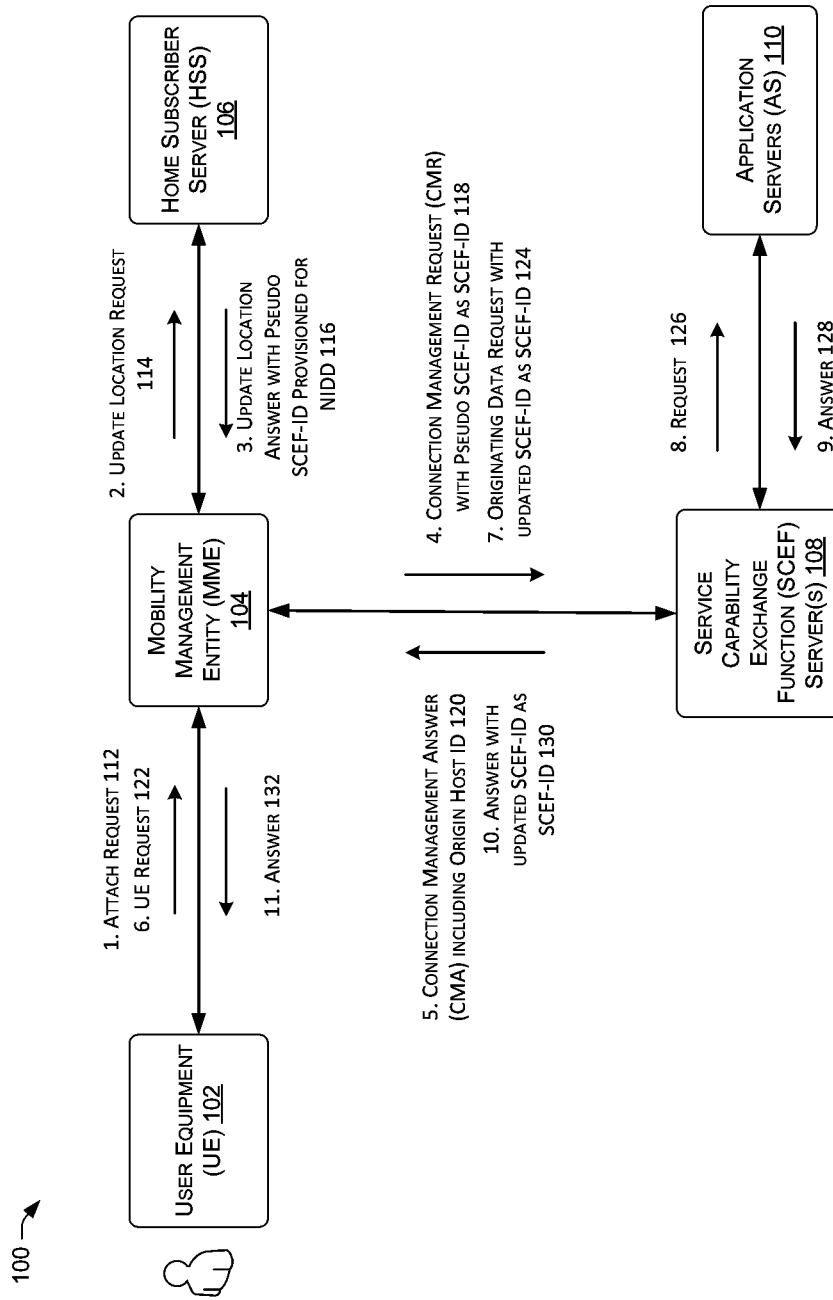 100
USER EQUIPMENT
(UE) 102
1. ATTACH REQUEST 112
6. UE REQUEST 122
11. ANSWER 132
MOBILITY
MANAGEMENT
ENTITY (MME)
104
2. UPDATE LOCATION REQUEST
114
3. UPDATE LOCATION
ANSWER WITH PSEUDO
SCEF-ID PROVISIONED FOR
NIDD 116
HOME SUBSCRIBER
SERVER (HSS)
106
5. CONNECTION MANAGEMENT ANSWER
(CMA) INCLUDING ORIGIN HOST ID 120
10. ANSWER WITH
UPDATED SCEF-ID AS
SCEF-ID 130
4. CONNECTION MANAGEMENT REQUEST (CMR)
WITH PSEUDO SCEF-ID AS SCEF-ID 118
7. ORIGINATING DATA REQUEST WITH
UPDATED SCEF-ID AS SCEF-ID 124
SERVICE
CAPABILITY
EXCHANGE
FUNCTION (SCEF)
SERVER(S) 108
8. REQUEST 126
9. ANSWER 128
APPLICATION
SERVERS (AS) 110